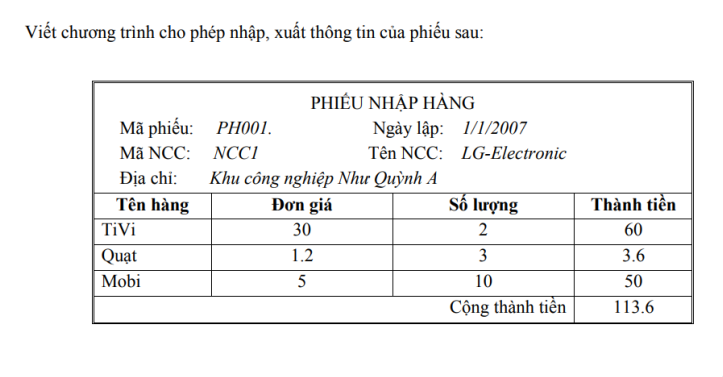 Viết chương trình cho phép nhập, xuất thông tin của phiếu sau:
PHIẾU NHẬP HÀNG
Mã phiếu: PH001. Ngày lập: 1/1/2007
Mã NCC: NCC1 Tên NCC: LG-Electronic
Địa chỉ: Khu công nghiệp Như Quỳnh A
Tên hàng Đơn giá Số lượng Thành tiền
TiVi 30 2 60
Quạt 1.2 3 3.6
Mobi 5 10 50
Cộng thành tiền 113.6